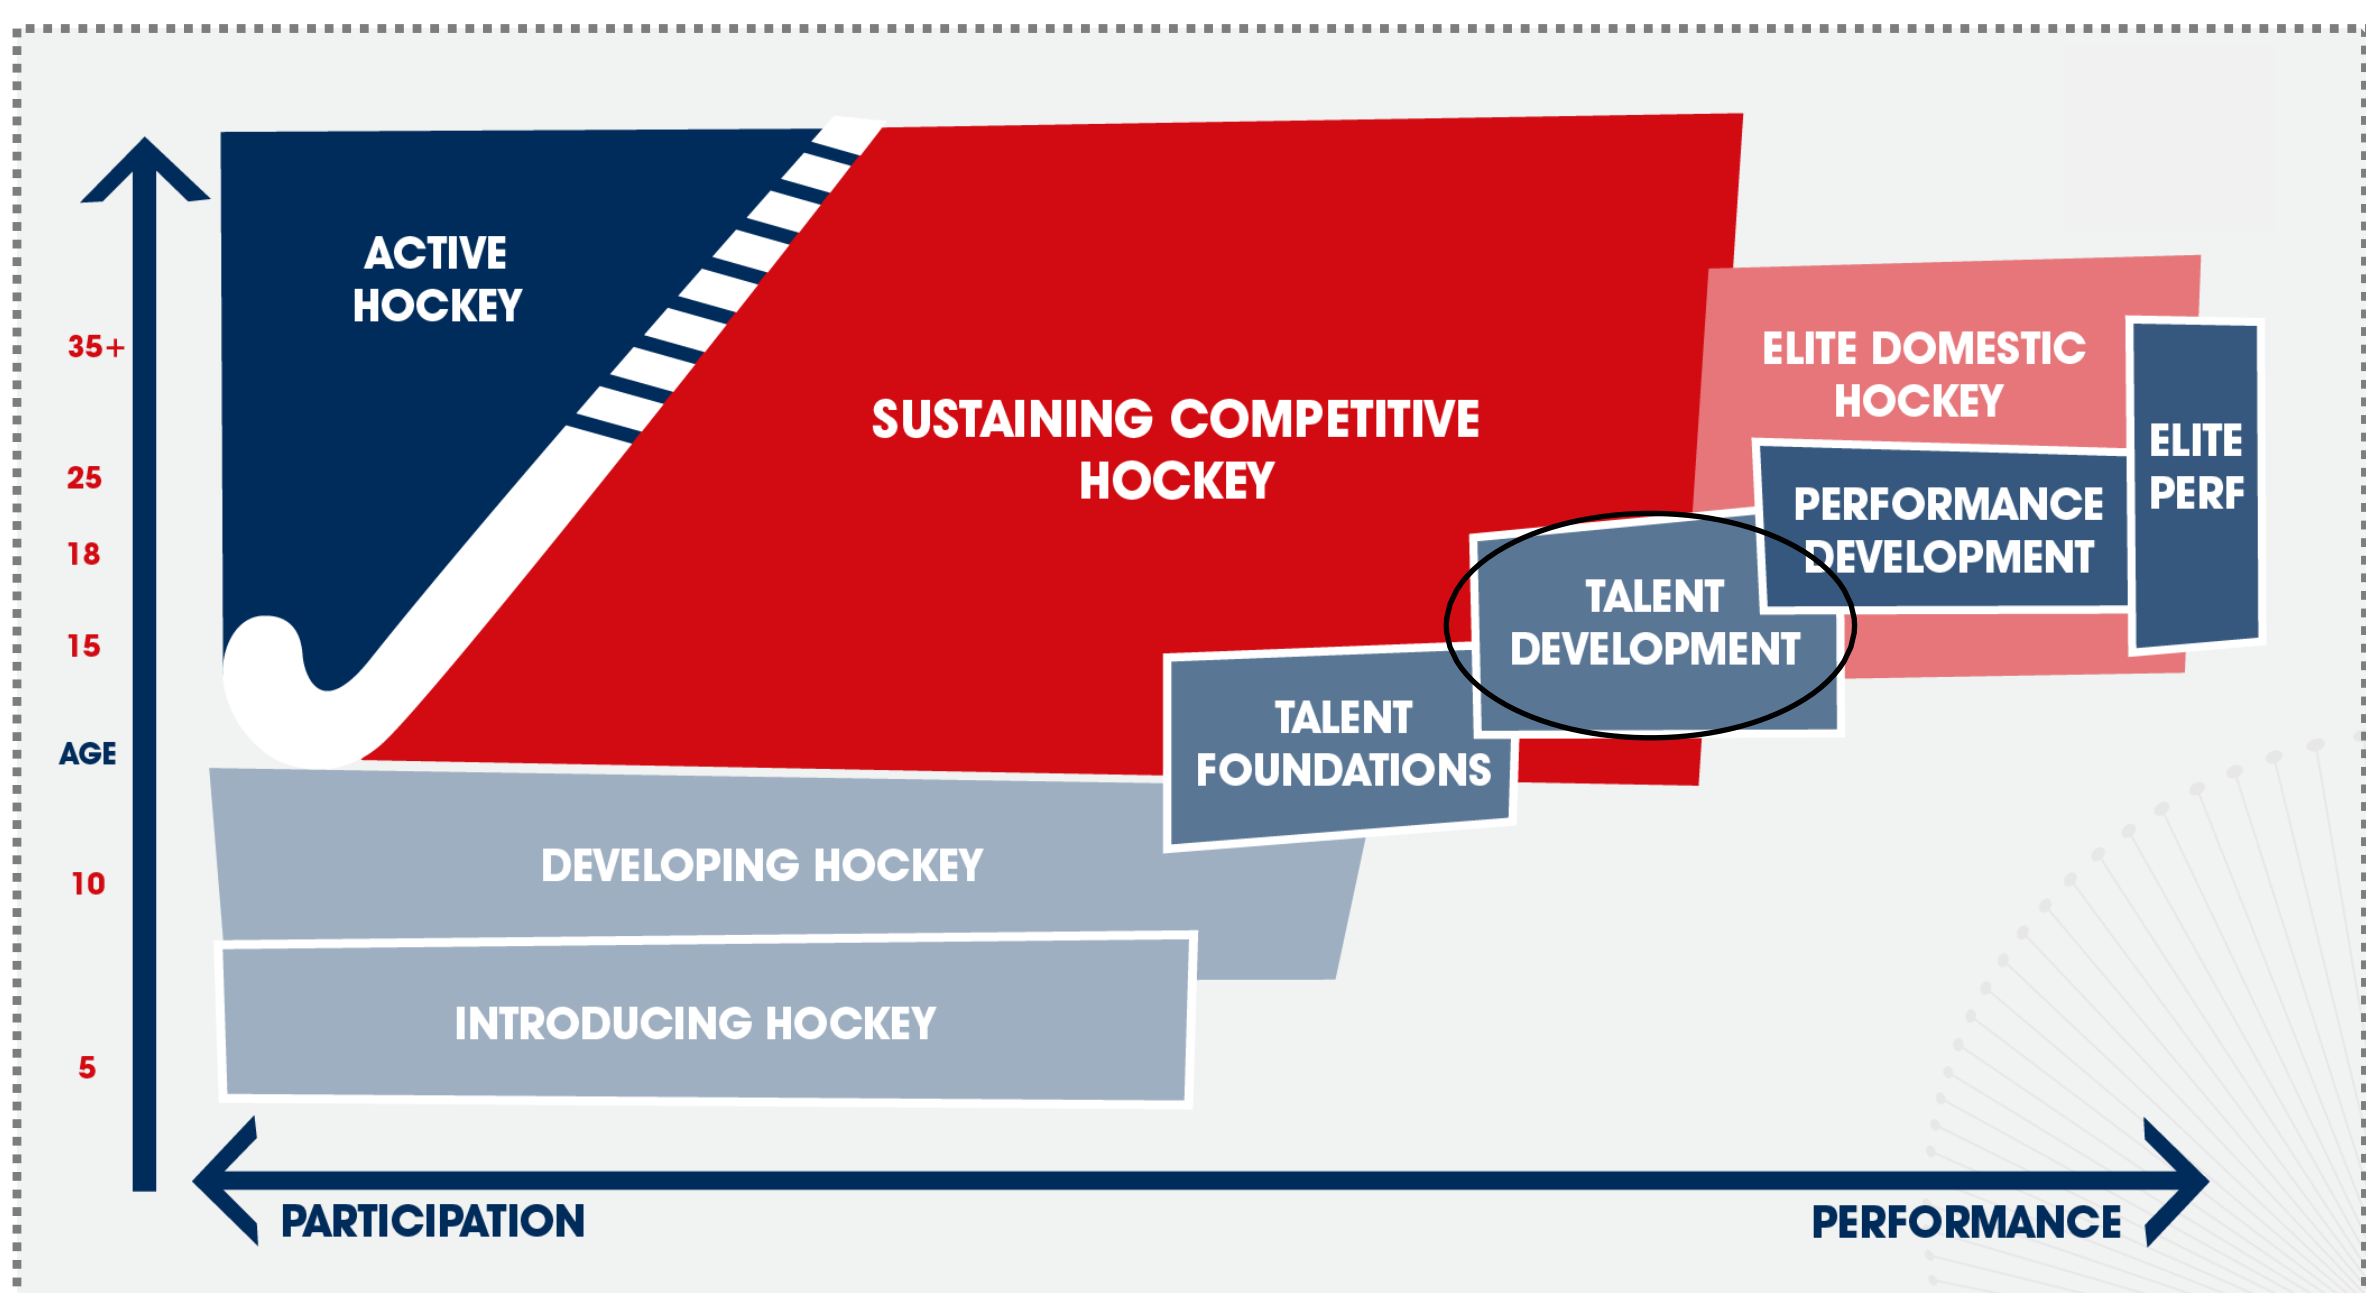 ACTIVE
HOCKEY
SUSTAINING COMPETITIVE
HOCKEY
ELITE DOMESTIC
HOCKEY
ELITE
PERF
PERFORMANCE
DEVELOPMENT
TALENT
DEVELOPMENT
TALENT
FOUNDATIONS
DEVELOPING HOCKEY
INTRODUCING HOCKEY
35+
25
18
15
AGE
10
5
PARTICIPATION
PERFORMANCE